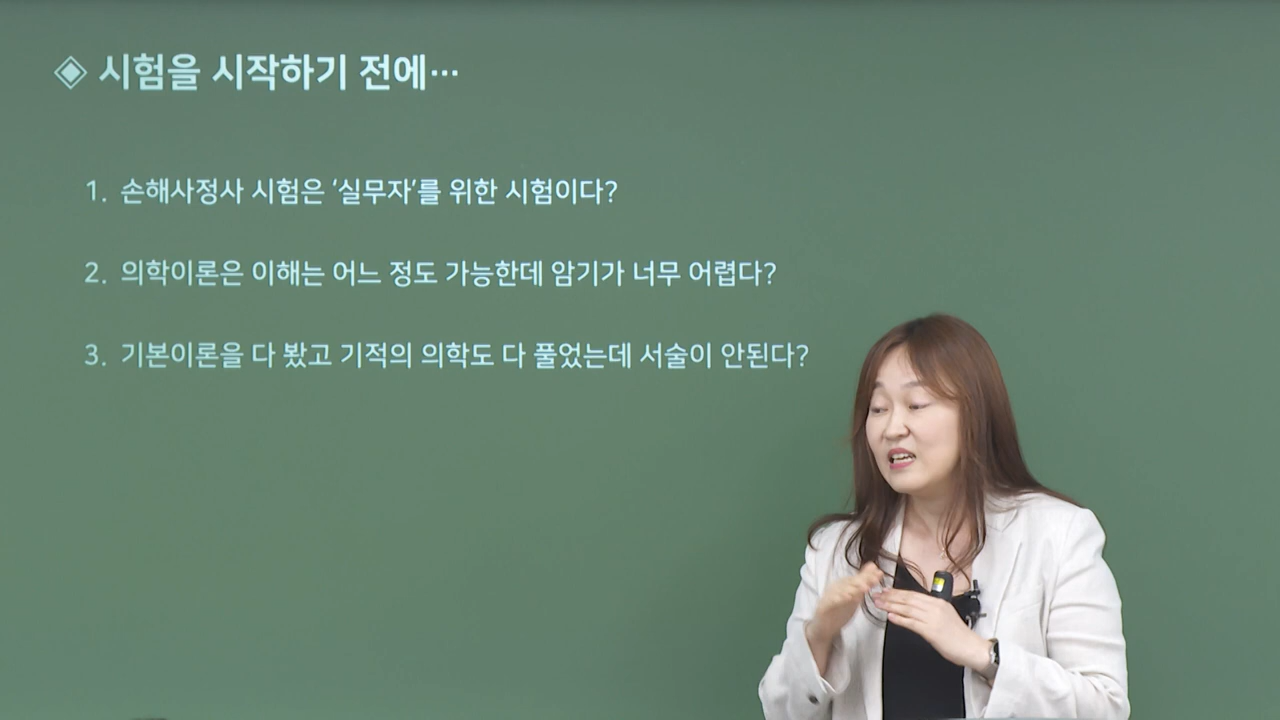 ◈ 시험을 시작하기 전에…
1. 손해사정사 시험은 ‘실무자’를 위한 시험이다?
2. 의학이론은 이해는 어느 정도 가능한데 암기가 너무 어렵다?
3. 기본이론을 다 봤고 기적의 의학도 다 풀었는데 서술이 안된다?